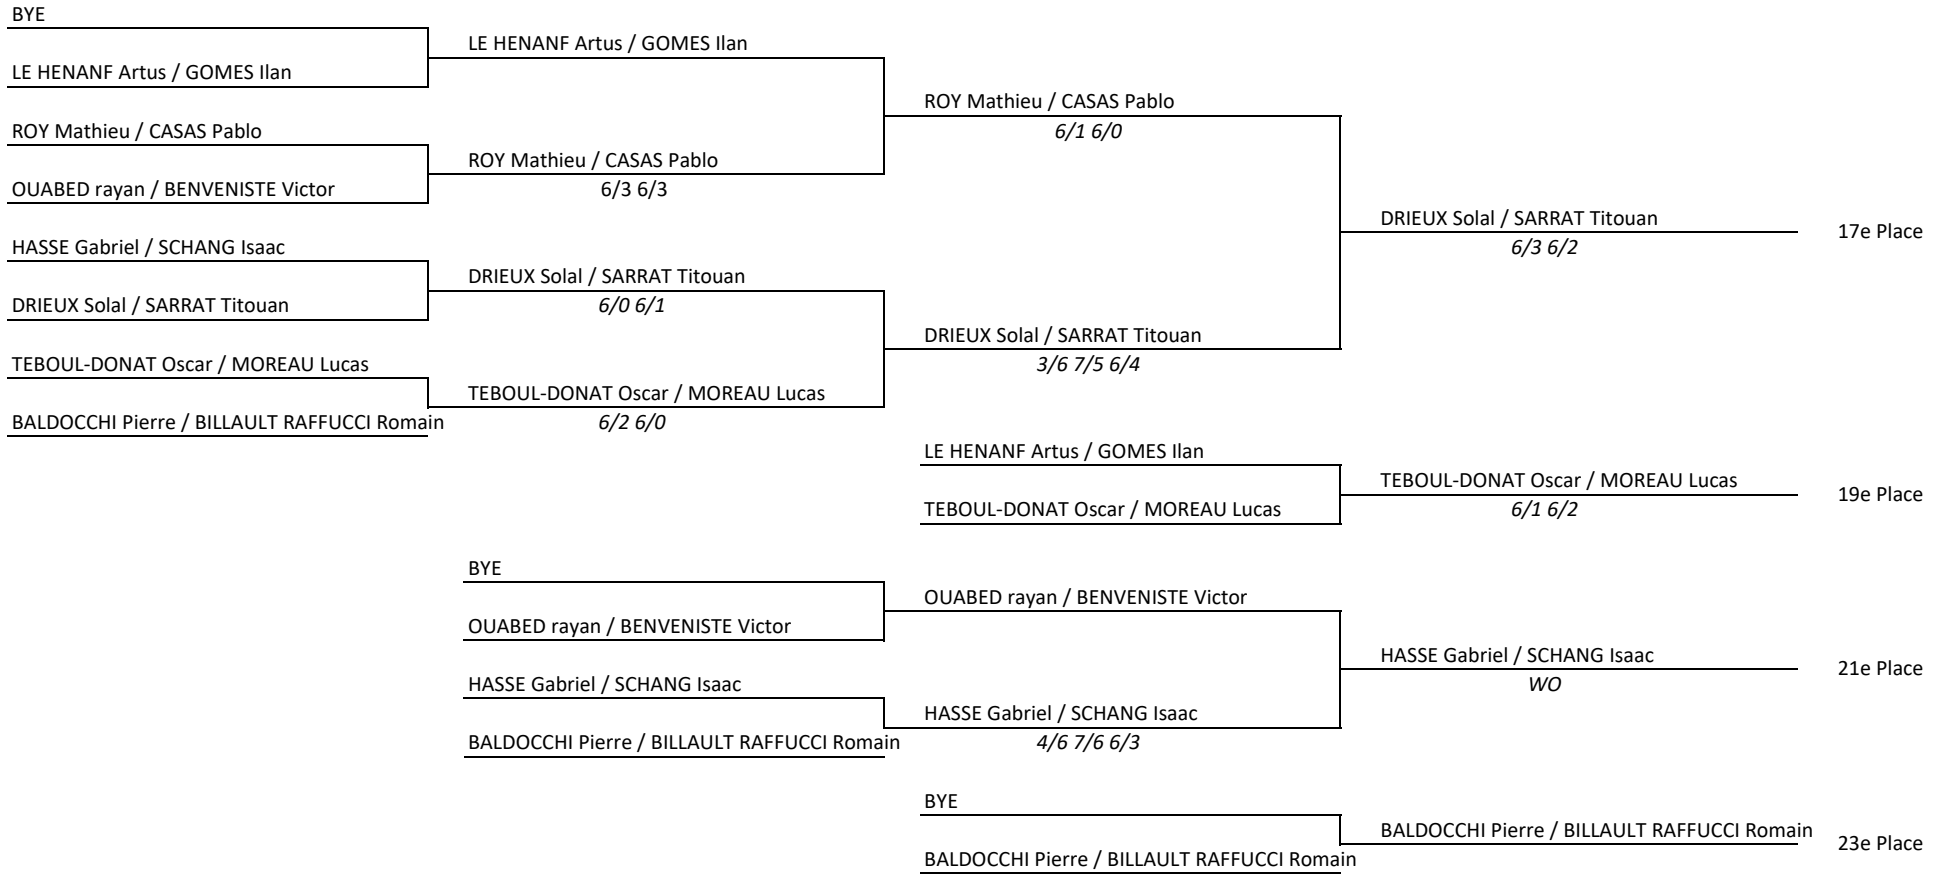 BYE
LE HENANF Artus / GOMES Ilan
LE HENANF Artus / GOMES Ilan
ROY Mathieu / CASAS Pablo
6/1 6/0
ROY Mathieu / CASAS Pablo
ROY Mathieu / CASAS Pablo
6/3 6/3
OUABED rayan / BENVENISTE Victor
DRIEUX Solal / SARRAT Titouan
6/3 6/2
17e Place
HASSE Gabriel / SCHANG Isaac
DRIEUX Solal / SARRAT Titouan
6/0 6/1
DRIEUX Solal / SARRAT Titouan
DRIEUX Solal / SARRAT Titouan
3/6 7/5 6/4
TEBOUL-DONAT Oscar / MOREAU Lucas
TEBOUL-DONAT Oscar / MOREAU Lucas
6/2 6/0
BALDOCCHI Pierre / BILLAULT RAFFUCCI Romain
LE HENANF Artus / GOMES Ilan
TEBOUL-DONAT Oscar / MOREAU Lucas
6/1 6/2
19e Place
TEBOUL-DONAT Oscar / MOREAU Lucas
BYE
OUABED rayan / BENVENISTE Victor
OUABED rayan / BENVENISTE Victor
HASSE Gabriel / SCHANG Isaac
WO
21e Place
HASSE Gabriel / SCHANG Isaac
HASSE Gabriel / SCHANG Isaac
4/6 7/6 6/3
BALDOCCHI Pierre / BILLAULT RAFFUCCI Romain
BYE
BALDOCCHI Pierre / BILLAULT RAFFUCCI Romain
23e Place
BALDOCCHI Pierre / BILLAULT RAFFUCCI Romain